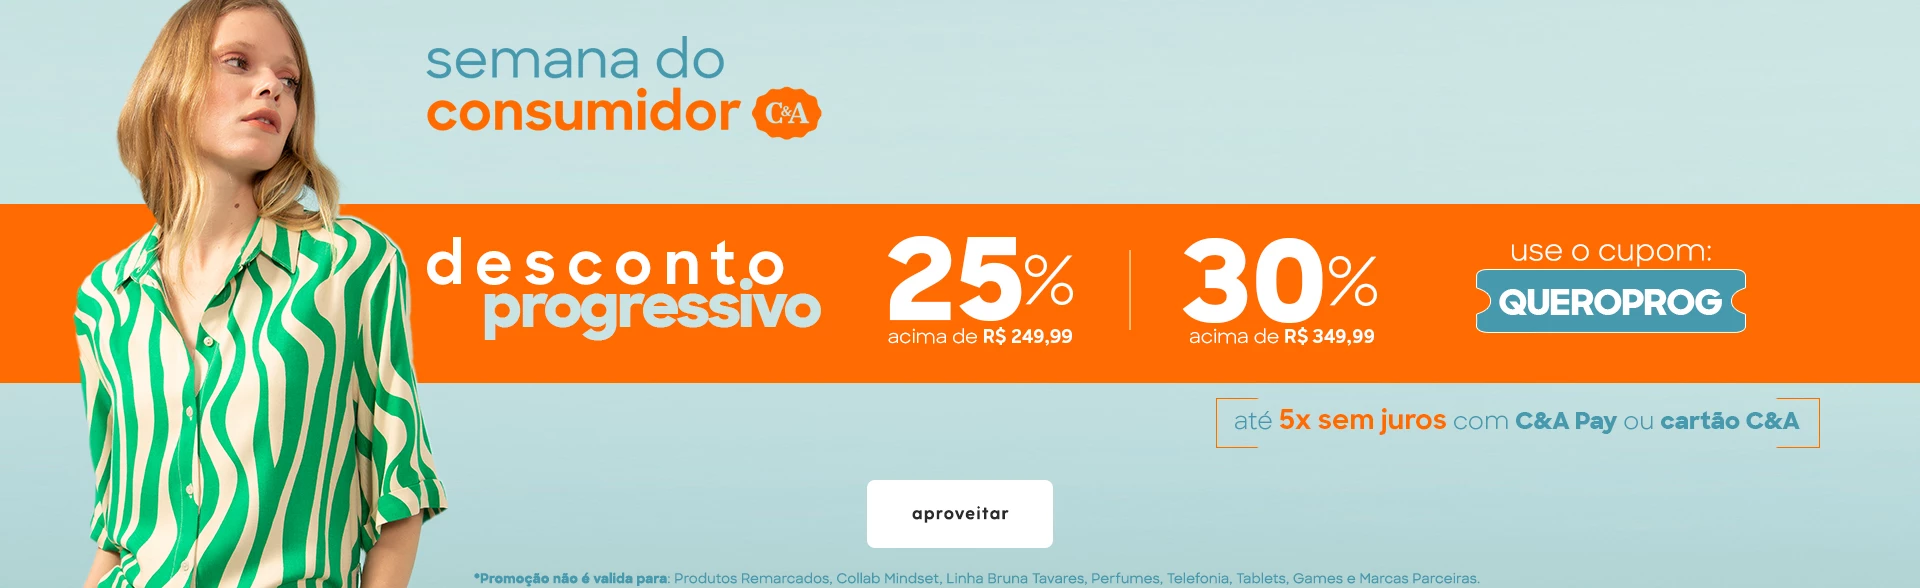 semana do
consumidor C&A
desconto
progressivo
25%
acima de R$ 249,99
30%
acima de R$ 349,99
use o cupom:
QUEROPROG
até 5x sem juros com C&A Pay ou cartão C&A
aproveitar
*Promoção não é valida para: Produtos Remarcados, Collab Mindset, Linha Bruna Tavares, Perfumes, Telefonia, Tablets, Games e Marcas Parceiras.